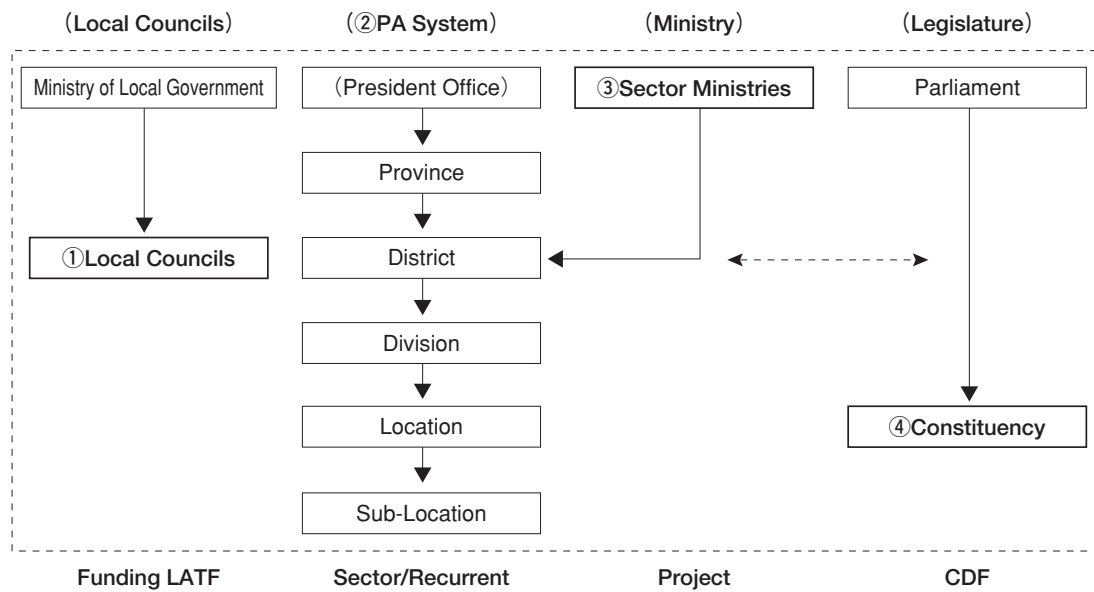 (Local Councils)
(②PA System)
(Ministry)
(Legislature)
Ministry of Local Government
(President Office)
③Sector Ministries
Parliament
Province
①Local Councils
District
Division
Location
④Constituency
Sub-Location
Funding LATF
Sector/Recurrent
Project
CDF